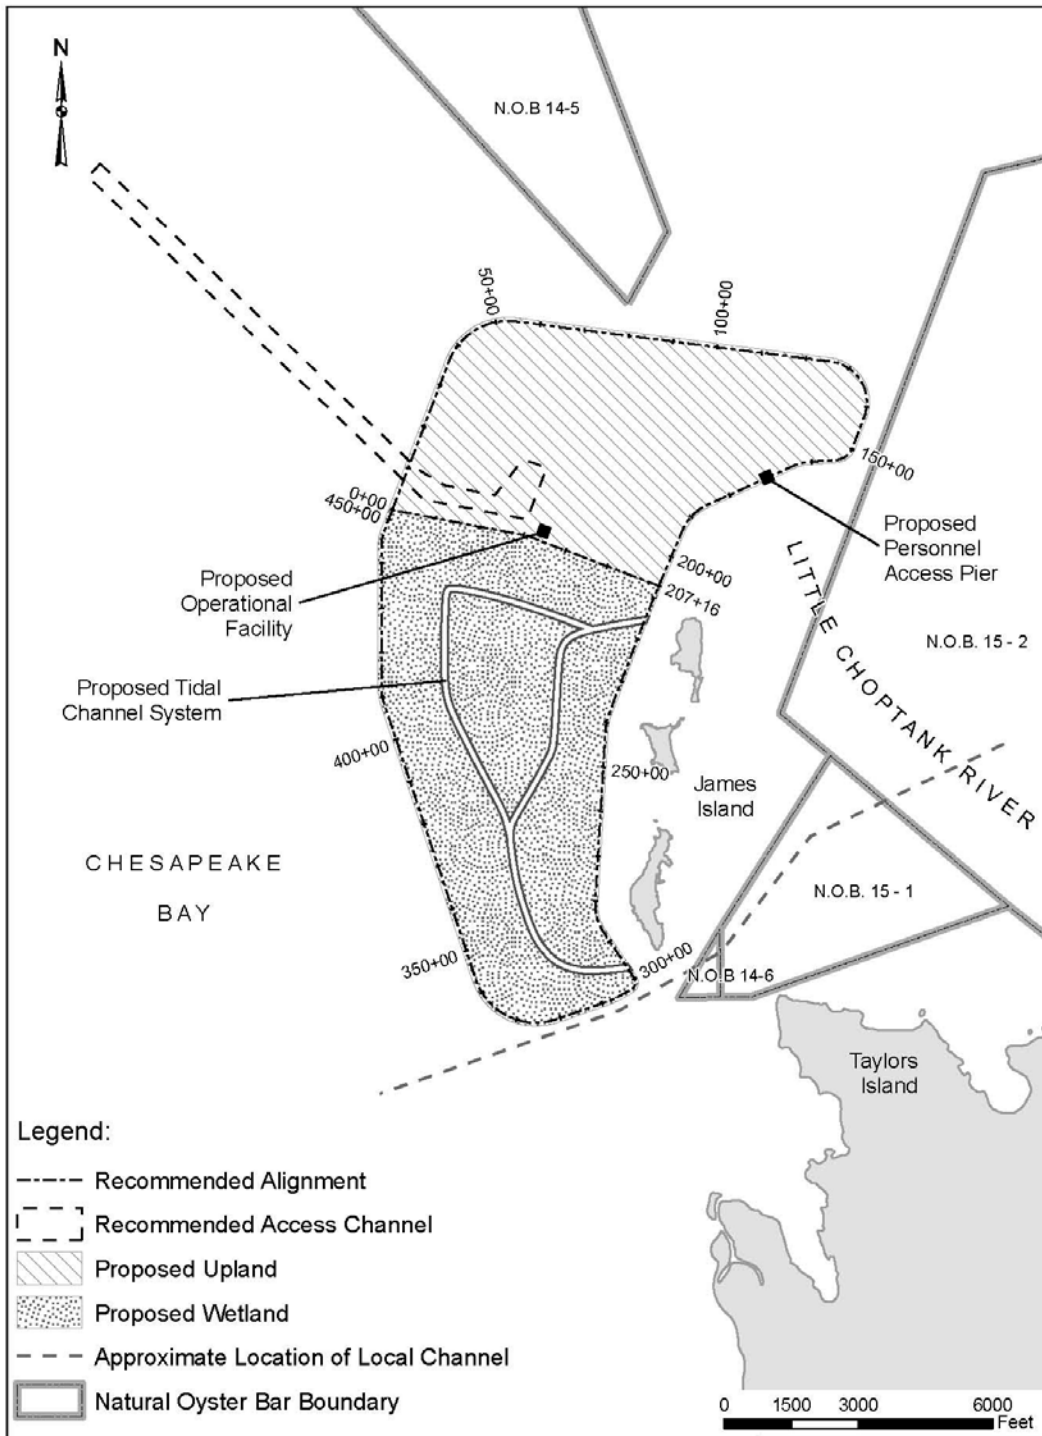 N
N.O.B 14-5
50+00
100+00
150+00
0+00
450+00
Proposed
Personnel
Access Pier
200+00
207+16
Proposed
Operational
Facility
LITTLE CHOPTANK RIVER
N.O.B. 15 - 2
Proposed Tidal
Channel System
400+00
250+00
James
Island
CHESAPEAKE
BAY
N.O.B. 15 - 1
350+00
300+00
N.O.B 14-6
Taylors
Island
Legend:
Recommended Alignment
Recommended Access Channel
Proposed Upland
Proposed Wetland
Approximate Location of Local Channel
Natural Oyster Bar Boundary
0 1500 3000 6000
Feet